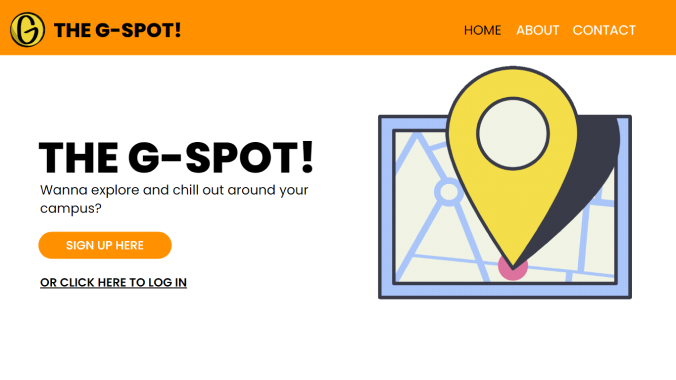 G THE G-SPOT!
HOME ABOUT CONTACT
THE G-SPOT!
Wanna explore and chill out around your
campus?
SIGN UP HERE
OR CLICK HERE TO LOG IN